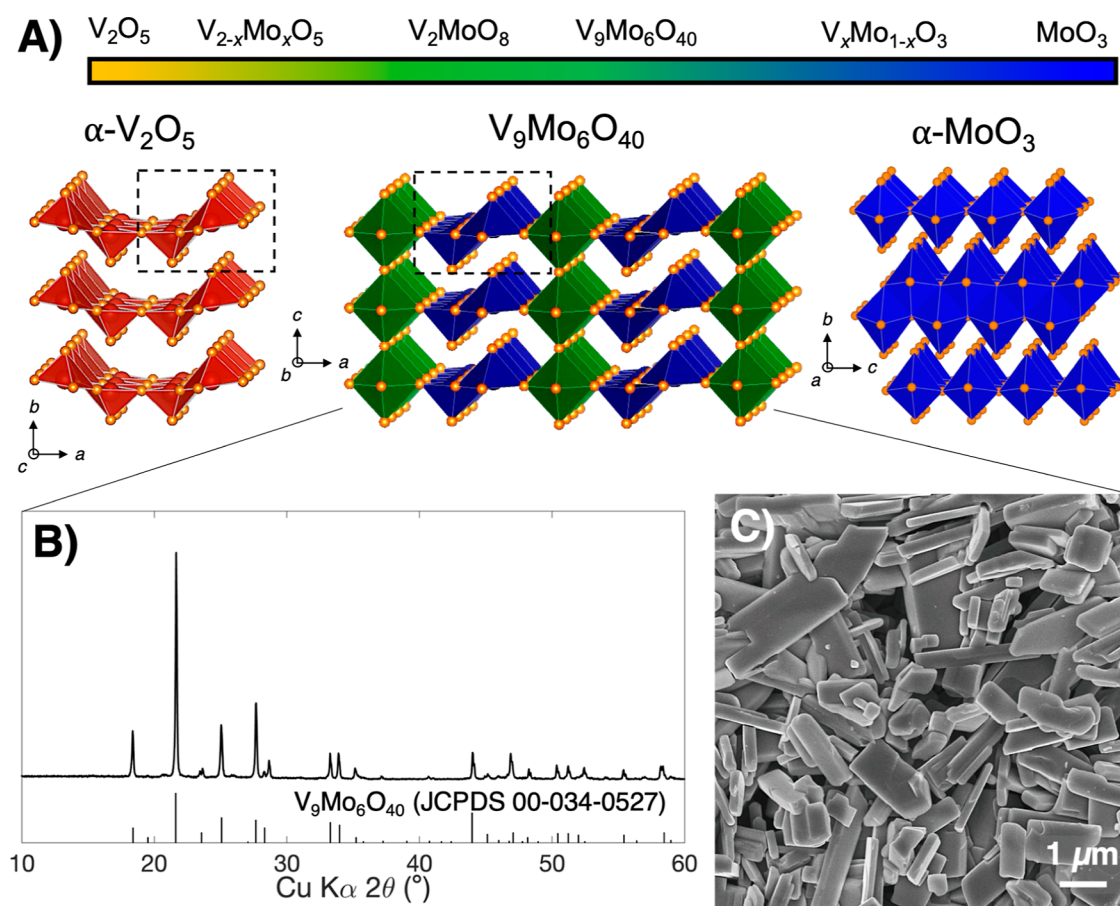 A)
V₂O₅ V₂₋ₓMoₓO₅ V₂MoO₈ V₉Mo₆O₄₀ VₓMo₁₋ₓO₃ MoO₃
α-V₂O₅ V₉Mo₆O₄₀ α-MoO₃
b
c a
c
b a
b
a c
B)
V₉Mo₆O₄₀ (JCPDS 00-034-0527)
10 20 30 40 50 60
Cu Kα 2θ (°)
C)
1 μm